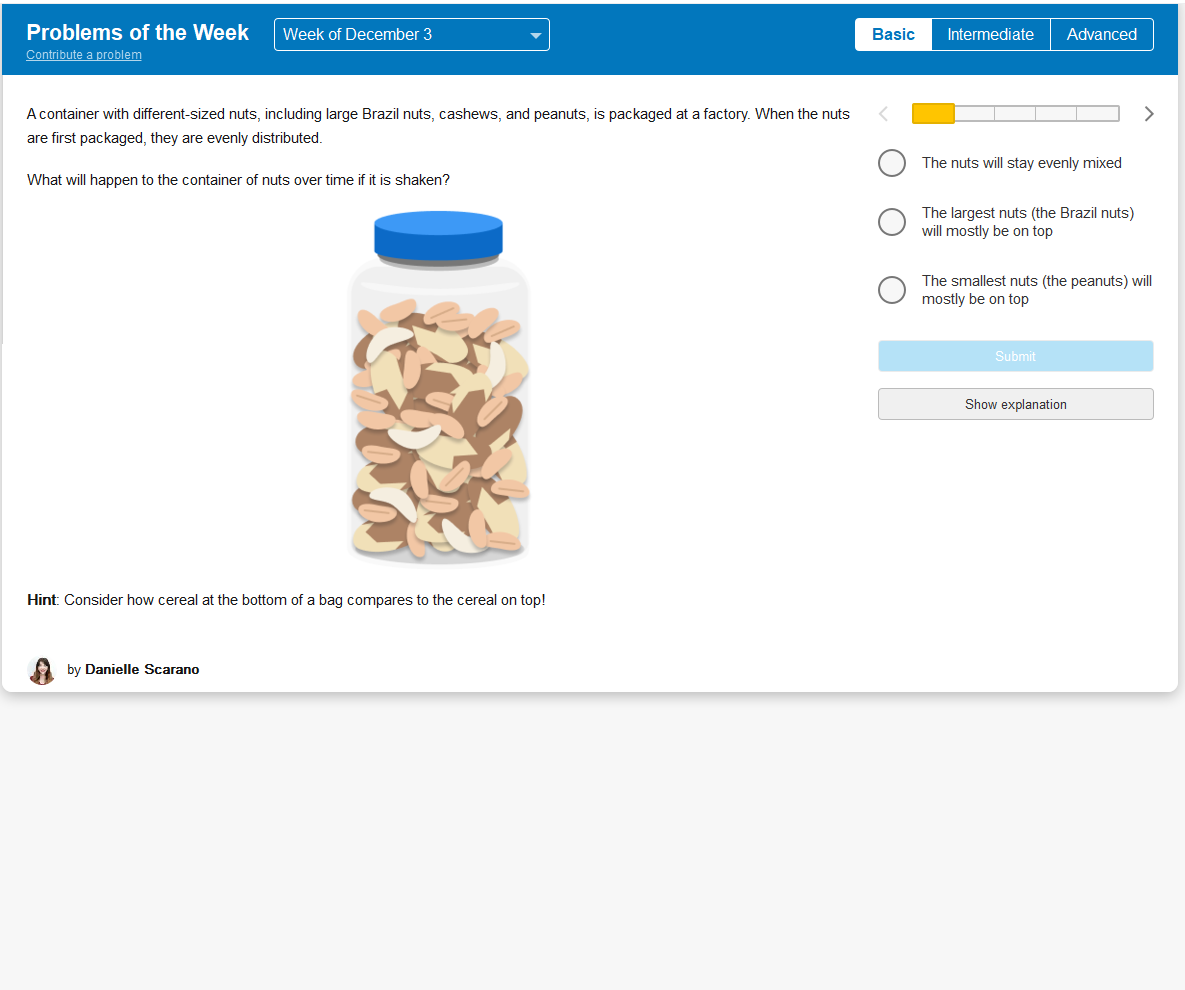 Problems of the Week
Contribute a problem
Week of December 3
Basic
Intermediate
Advanced
A container with different-sized nuts, including large Brazil nuts, cashews, and peanuts, is packaged at a factory. When the nuts
are first packaged, they are evenly distributed.
What will happen to the container of nuts over time if it is shaken?
Hint: Consider how cereal at the bottom of a bag compares to the cereal on top!
by Danielle Scarano
The nuts will stay evenly mixed
The largest nuts (the Brazil nuts)
will mostly be on top
The smallest nuts (the peanuts) will
mostly be on top
Submit
Show explanation